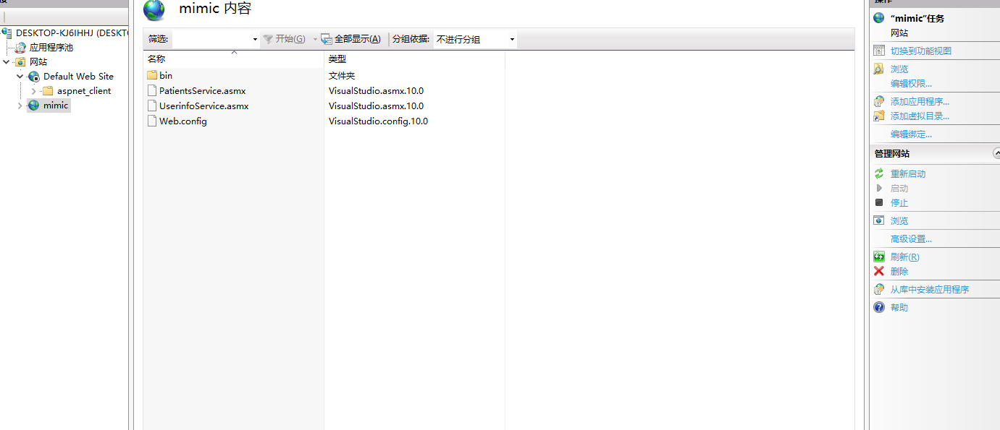 DESKTOP-KJ6IHHJ (DESKT
应用程序池
网站
Default Web Site
aspnet_client
mimic
mimic 内容
筛选:
开始(G)
全部显示(A)
分组依据:
不进行分组
名称
类型
bin
文件夹
PatientsService.asmx
VisualStudio.asmx.10.0
UserinfoService.asmx
VisualStudio.asmx.10.0
Web.config
VisualStudio.config.10.0
操作
“mimic”任务
网站
切换到功能视图
浏览
编辑权限...
添加应用程序...
添加虚拟目录...
编辑绑定...
管理网站
重新启动
启动
停止
浏览
高级设置...
刷新(R)
删除
从库中安装应用程序
帮助